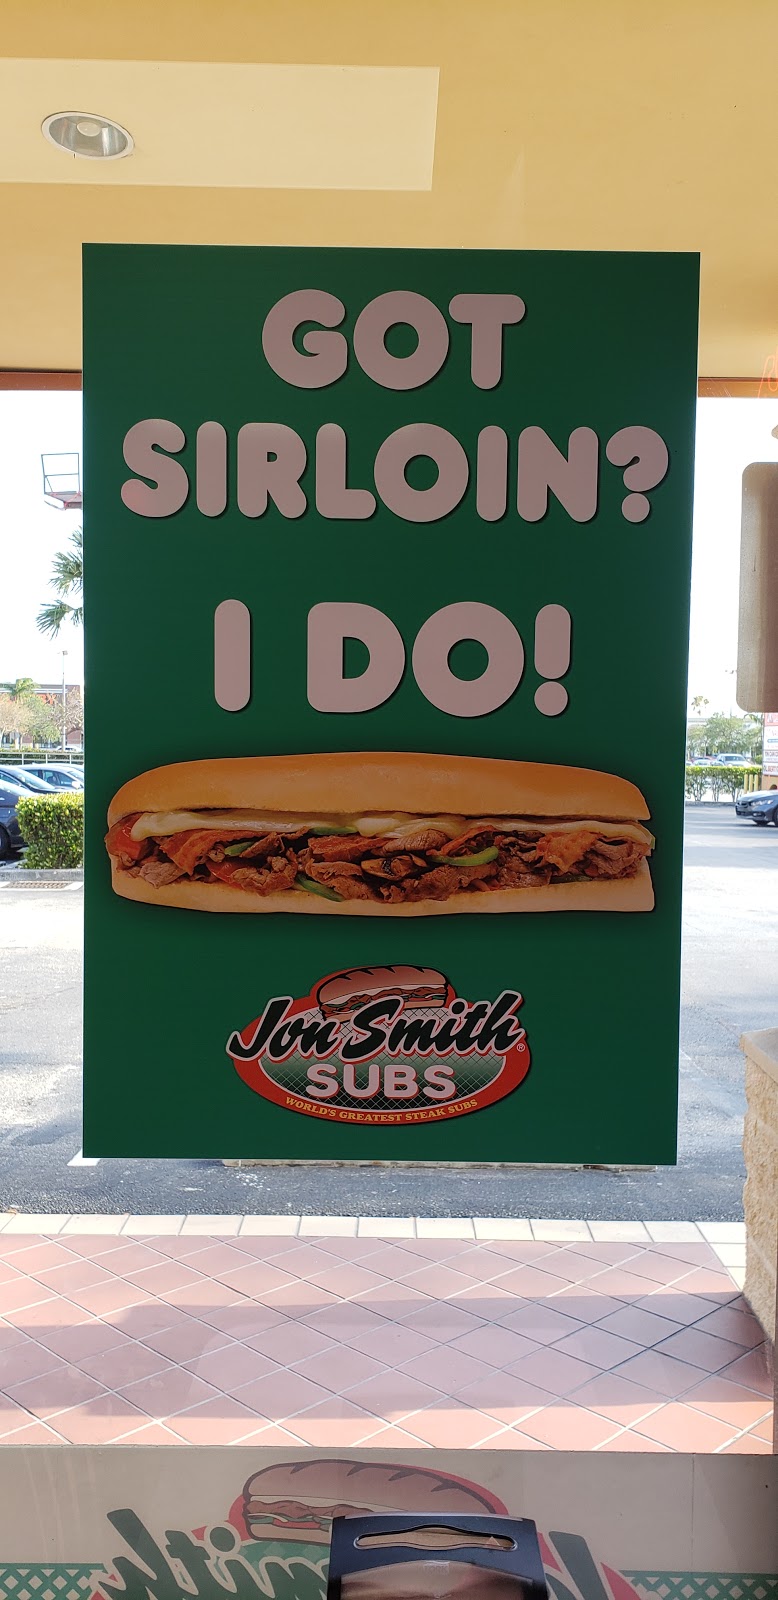 GOT
SIRLOIN?
I DO!
Jon Smith®
SUBS
WORLD'S GREATEST STEAK SUBS